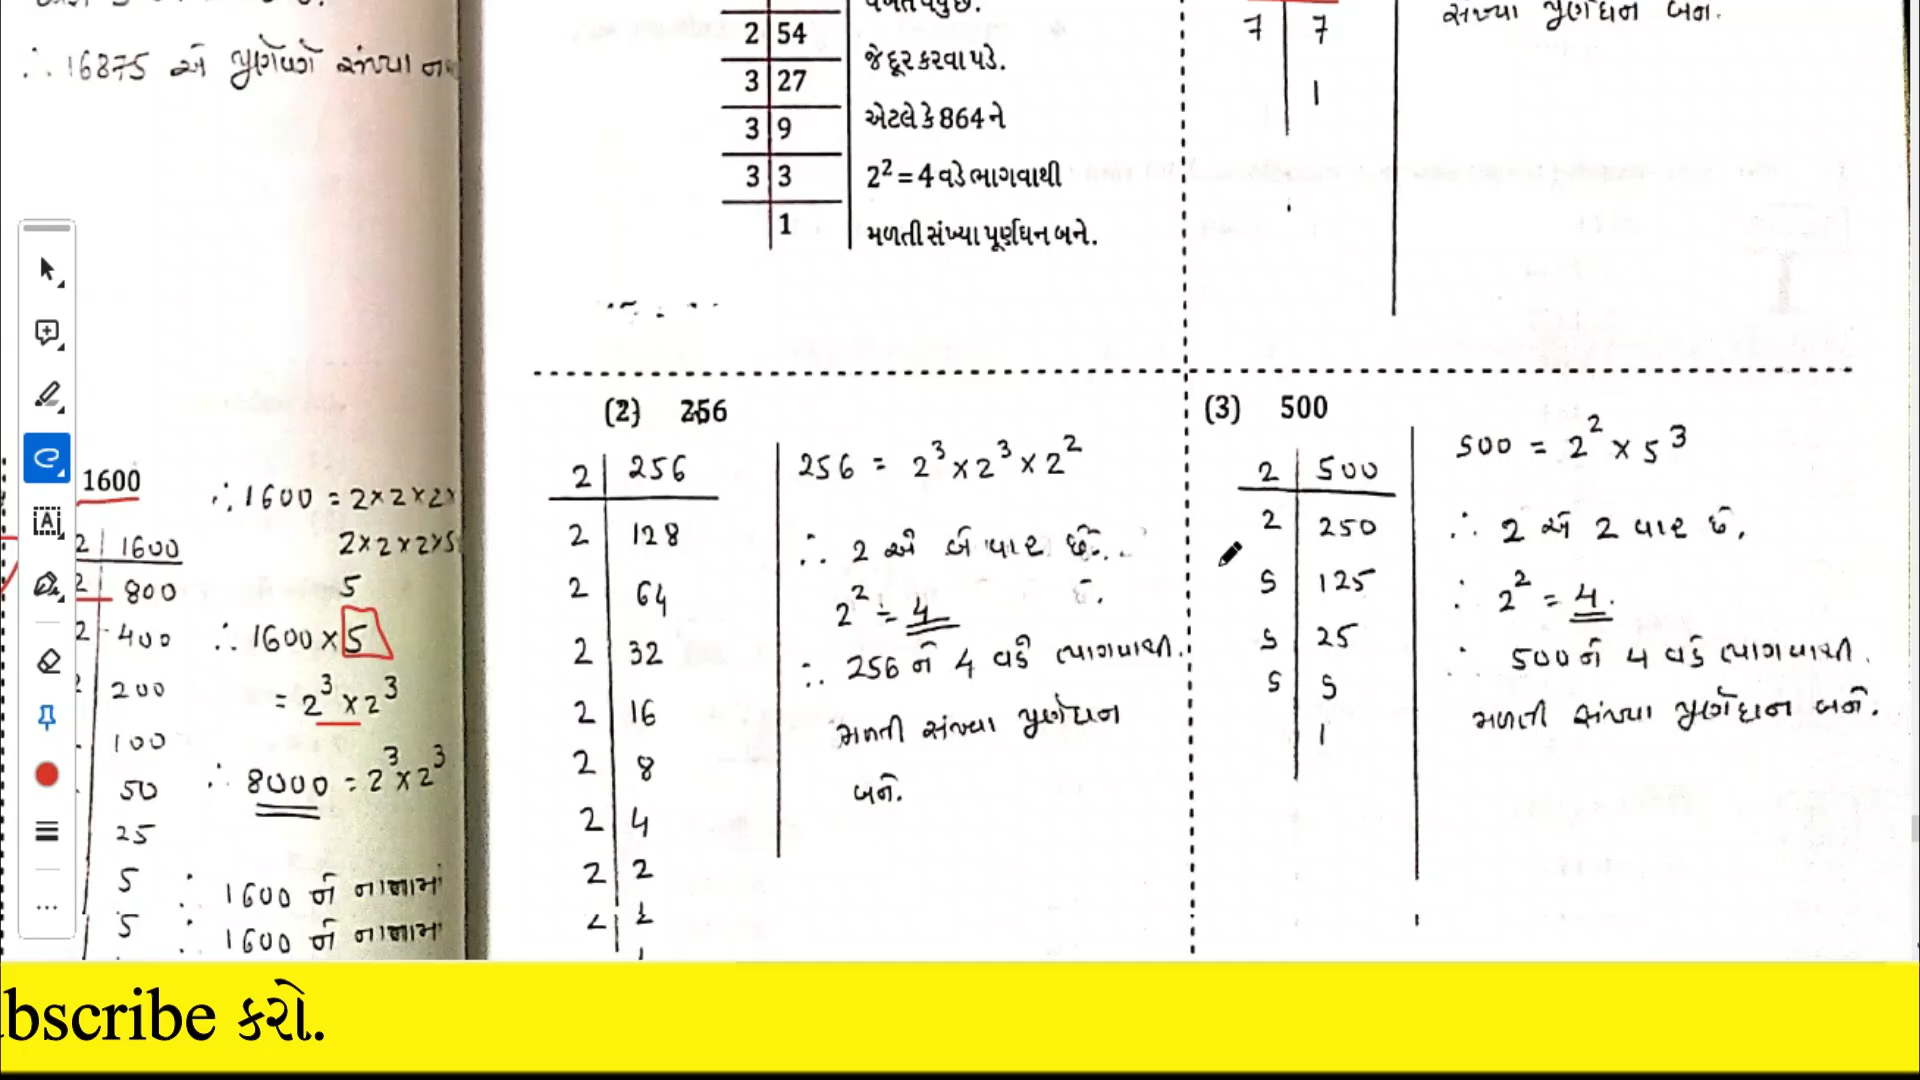 ∴ 16875 એ પૂર્ણઘન સંખ્યા
1600
2 1600
2 800
2 400
200
100
50
25
5
5
∴ 1600 = 2×2×2×
2×2×2×5
5
∴ 1600 × 5
= 2³ × 2³
∴ 8000 = 2³ × 2³
∴ 1600 ને નાનામાં
∴ 1600 ને નાનામાં
2 54
3 27
3 9
3 3
1
જે દૂર કરવા પડે.
એટલે કે 864 ને
2² = 4 વડે ભાગવાથી
મળતી સંખ્યા પૂર્ણઘન બને.
7 7
1
સંખ્યા પૂર્ણઘન બને.
(2) 256
2 256
2 128
2 64
2 32
2 16
2 8
2 4
2 2
256 = 2³ × 2³ × 2²
∴ 2 એ બે વાર છે.
2² = 4
∴ 256 ને 4 વડે ભાગવાથી
મળતી સંખ્યા પૂર્ણઘન
બને.
(3) 500
2 500
2 250
5 125
5 25
5 5
1
500 = 2² × 5³
∴ 2 એ 2 વાર છે.
∴ 2² = 4.
∴ 500 ને 4 વડે ભાગવાથી.
મળતી સંખ્યા પૂર્ણઘન બને.
bscribe કરો.